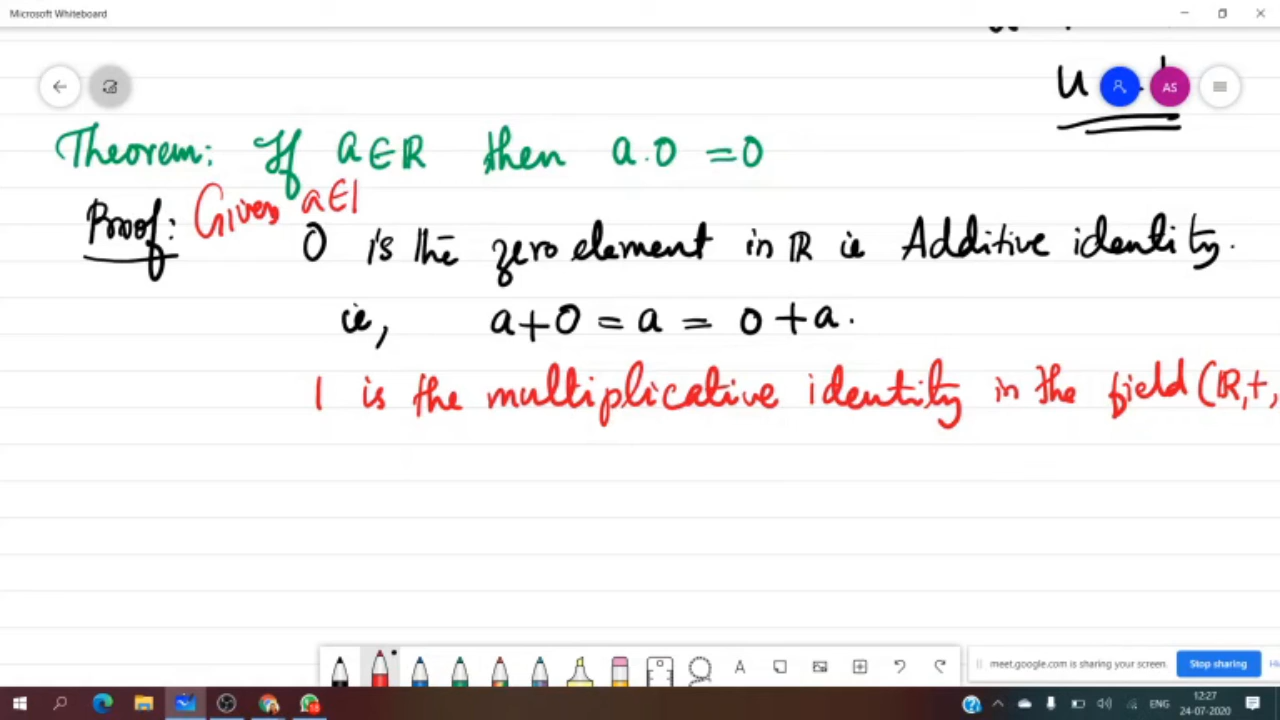 Microsoft Whiteboard
AS
Theorem: If a ∈ ℝ then a.0 = 0
Proof: Given a ∈
0 is the zero element in ℝ ie Additive identity.
ie, a+0 = a = 0+a.
1 is the multiplicative identity in the field (ℝ,+,
meet.google.com is sharing your screen.
Stop sharing
A
ENG
12:27
24-07-2020